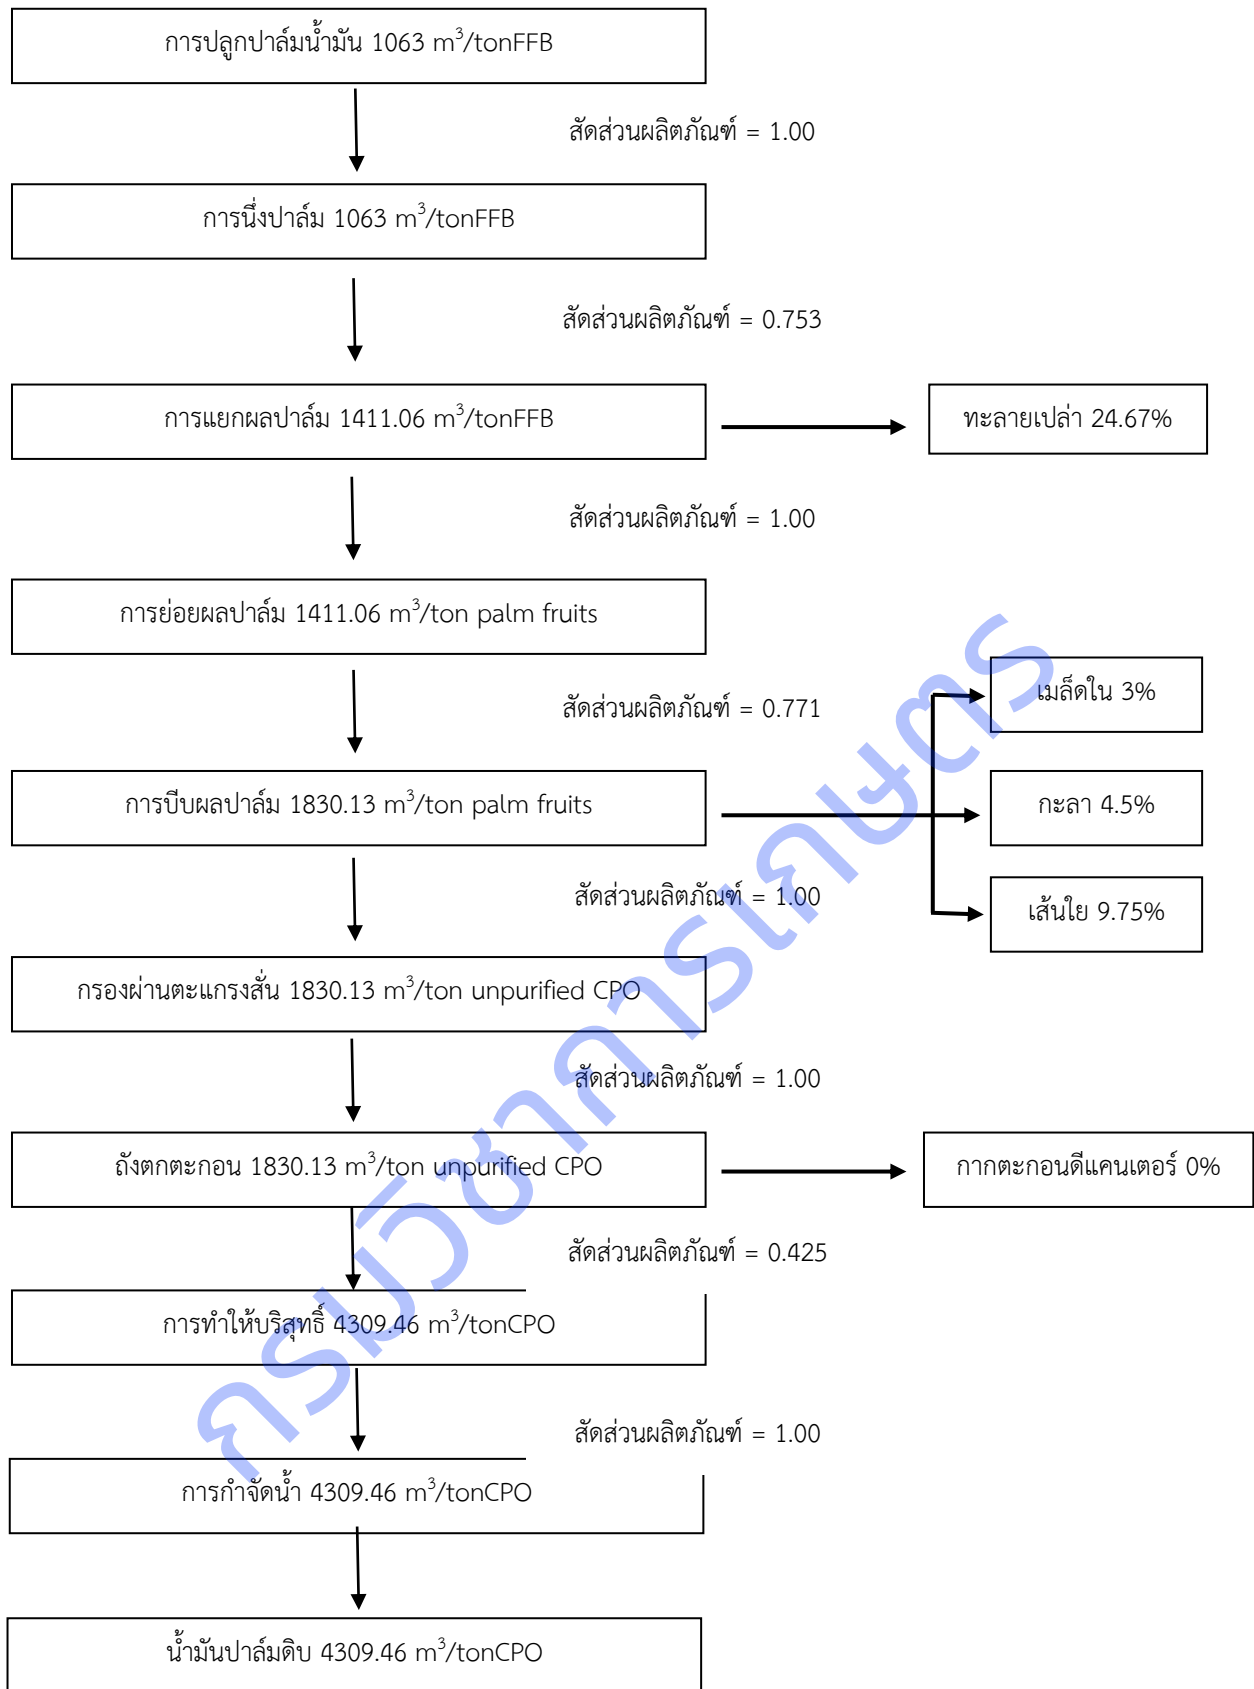 การปลูกปาล์มน้ำมัน 1063 m³/tonFFB
สัดส่วนผลิตภัณฑ์ = 1.00
การนึ่งปาล์ม 1063 m³/tonFFB
สัดส่วนผลิตภัณฑ์ = 0.753
การแยกผลปาล์ม 1411.06 m³/tonFFB
ทะลายเปล่า 24.67%
สัดส่วนผลิตภัณฑ์ = 1.00
การย่อยผลปาล์ม 1411.06 m³/ton palm fruits
เมล็ดใน 3%
สัดส่วนผลิตภัณฑ์ = 0.771
การบีบผลปาล์ม 1830.13 m³/ton palm fruits
กะลา 4.5%
สัดส่วนผลิตภัณฑ์ = 1.00
เส้นใย 9.75%
กรองผ่านตะแกรงสั่น 1830.13 m³/ton unpurified CPO
สัดส่วนผลิตภัณฑ์ = 1.00
ถังตกตะกอน 1830.13 m³/ton unpurified CPO
กากตะกอนดีแคนเตอร์ 0%
สัดส่วนผลิตภัณฑ์ = 0.425
การทำให้บริสุทธิ์ 4309.46 m³/tonCPO
สัดส่วนผลิตภัณฑ์ = 1.00
การกำจัดน้ำ 4309.46 m³/tonCPO
น้ำมันปาล์มดิบ 4309.46 m³/tonCPO
กรมวิชาการเกษตร